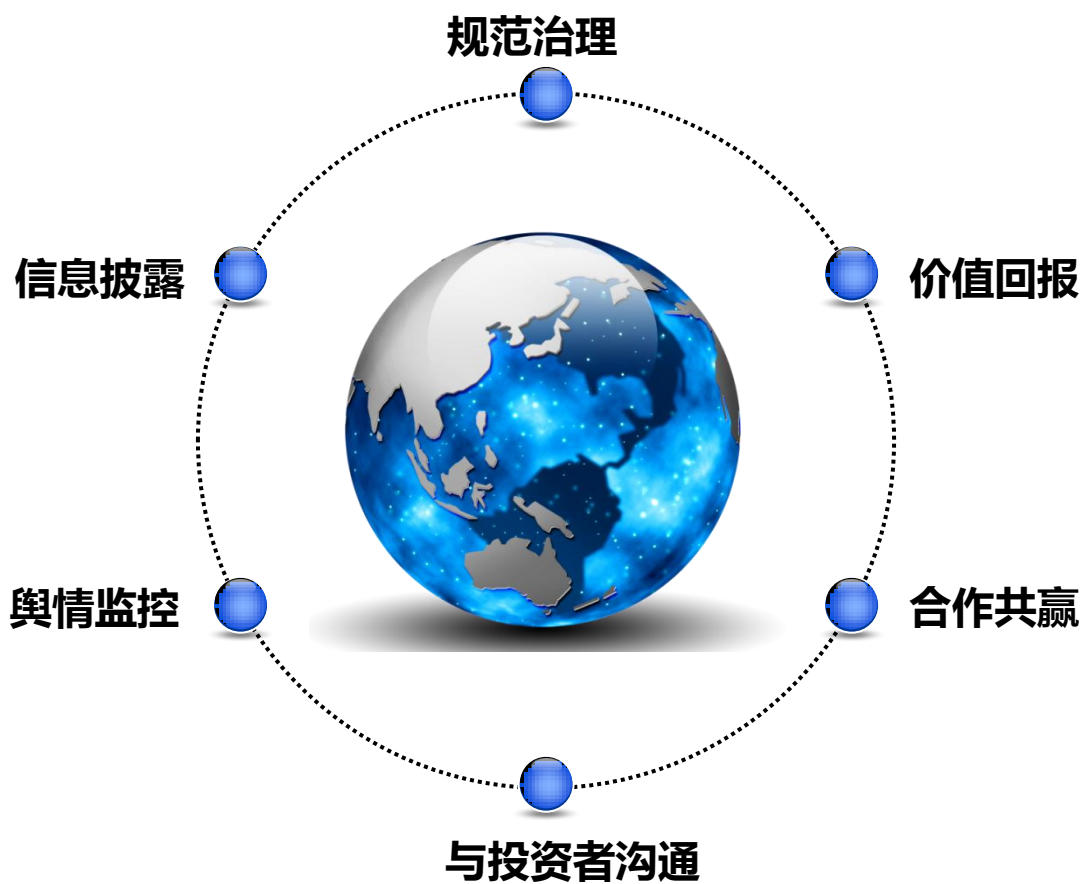 规范治理
信息披露
价值回报
舆情监控
合作共赢
与投资者沟通